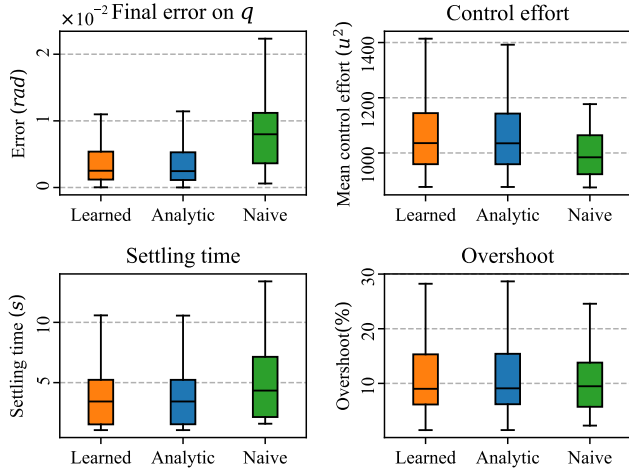 ×10⁻² Final error on q
Error (rad)
2
1
0
Learned Analytic Naive
Control effort
Mean control effort (u²)
1400
1200
1000
Learned Analytic Naive
Settling time
Settling time (s)
10
5
Learned Analytic Naive
Overshoot
Overshoot(%)
30
20
10
Learned Analytic Naive